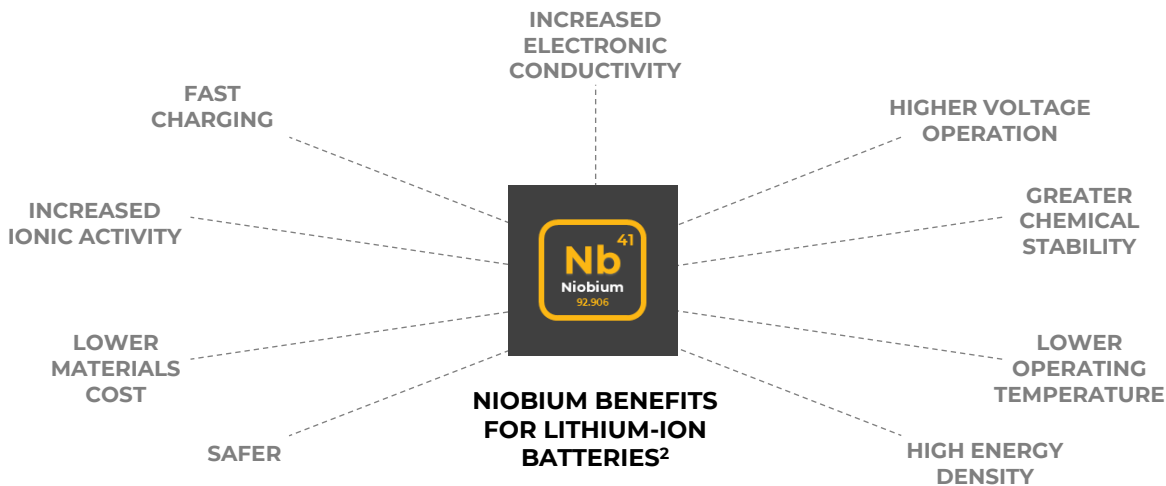 INCREASED
ELECTRONIC
CONDUCTIVITY
FAST
CHARGING
HIGHER VOLTAGE
OPERATION
INCREASED
IONIC ACTIVITY
GREATER
CHEMICAL
STABILITY
41
Nb
Niobium
92.906
LOWER
MATERIALS
COST
LOWER
OPERATING
TEMPERATURE
SAFER
NIOBIUM BENEFITS
FOR LITHIUM-ION
BATTERIES²
HIGH ENERGY
DENSITY